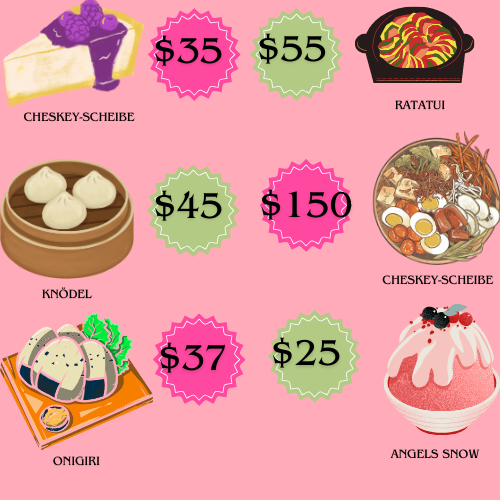 $35 $55
CHESKEY-SCHEIBE
RATATUI
$45 $150
KNÖDEL
CHESKEY-SCHEIBE
$37 $25
ONIGIRI
ANGELS SNOW